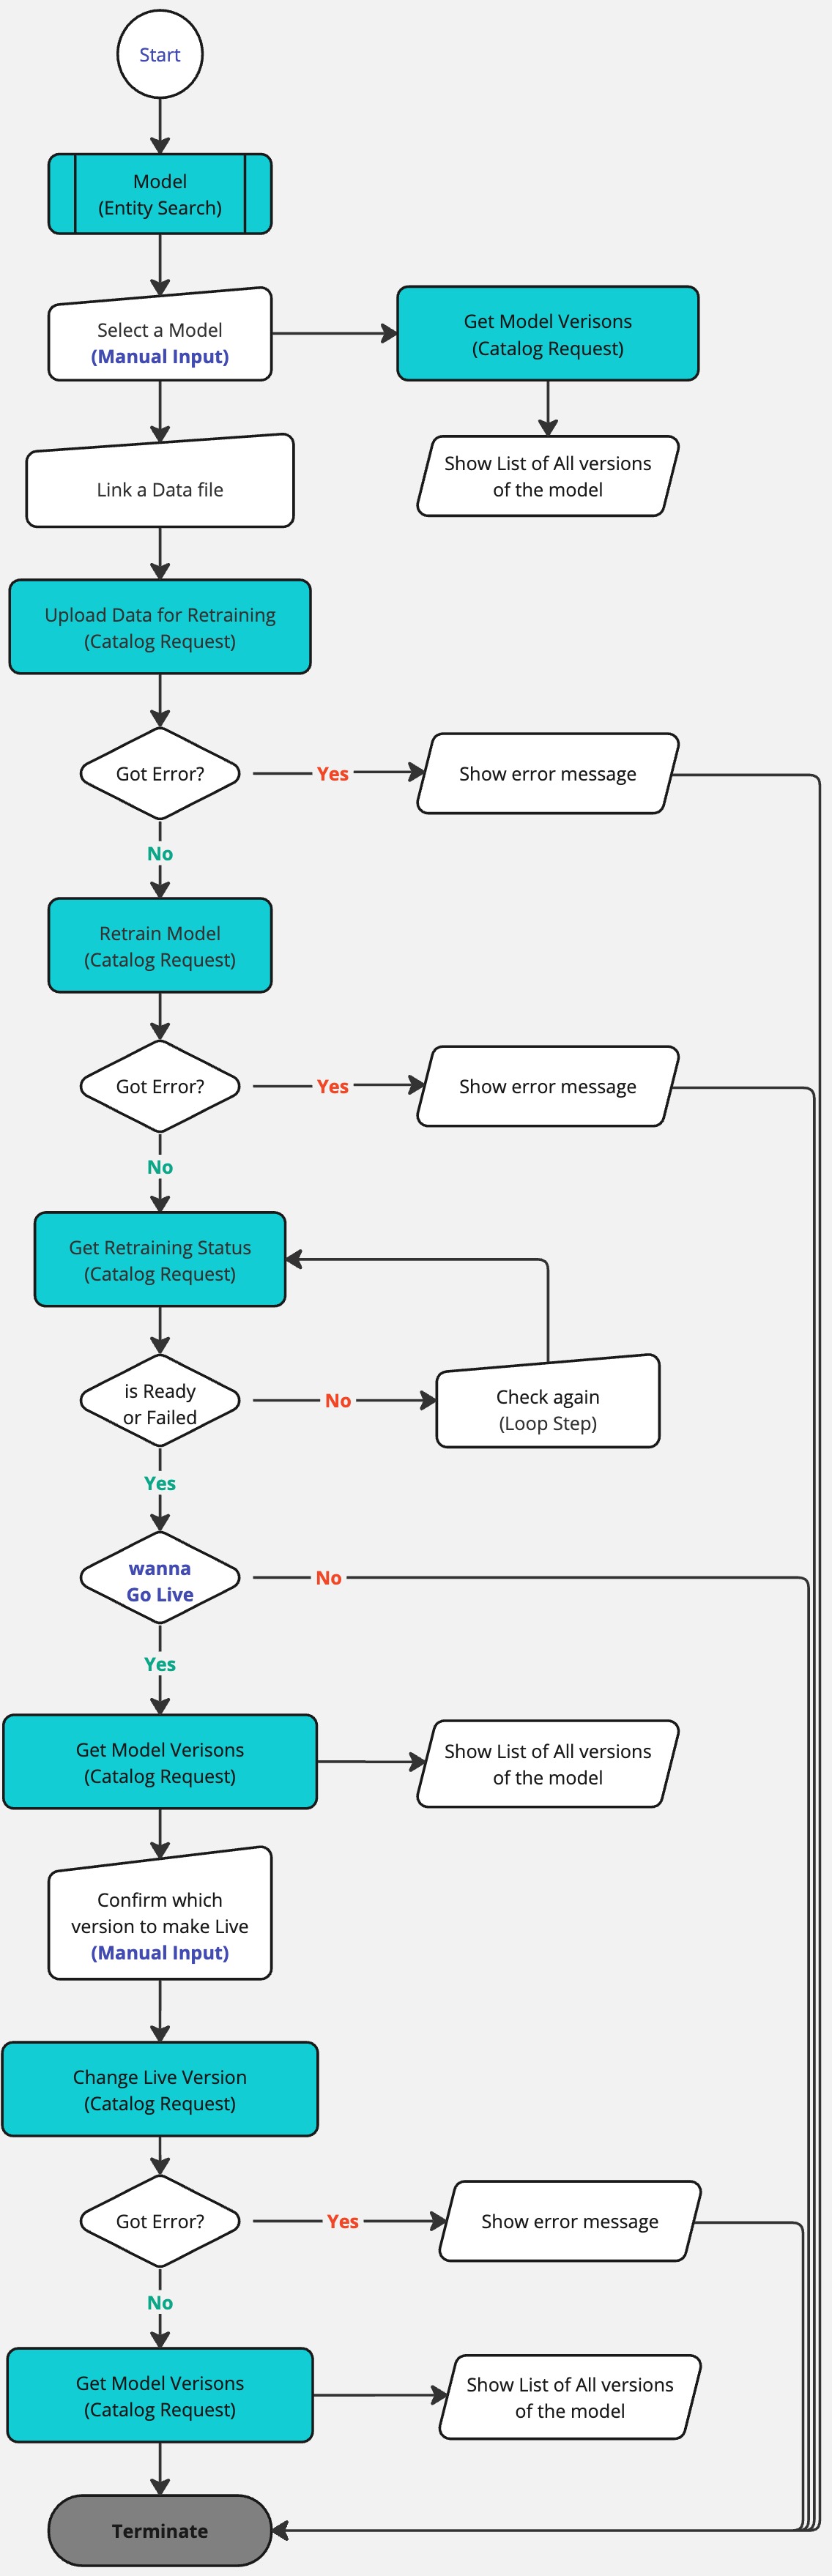 Start
Model
(Entity Search)
Select a Model
(Manual Input)
Get Model Verisons
(Catalog Request)
Link a Data file
Show List of All versions
of the model
Upload Data for Retraining
(Catalog Request)
Got Error?
Yes
Show error message
No
Retrain Model
(Catalog Request)
Got Error?
Yes
Show error message
No
Get Retraining Status
(Catalog Request)
is Ready
or Failed
No
Check again
(Loop Step)
Yes
wanna
Go Live
No
Yes
Get Model Verisons
(Catalog Request)
Show List of All versions
of the model
Confirm which
version to make Live
(Manual Input)
Change Live Version
(Catalog Request)
Got Error?
Yes
Show error message
No
Get Model Verisons
(Catalog Request)
Show List of All versions
of the model
Terminate